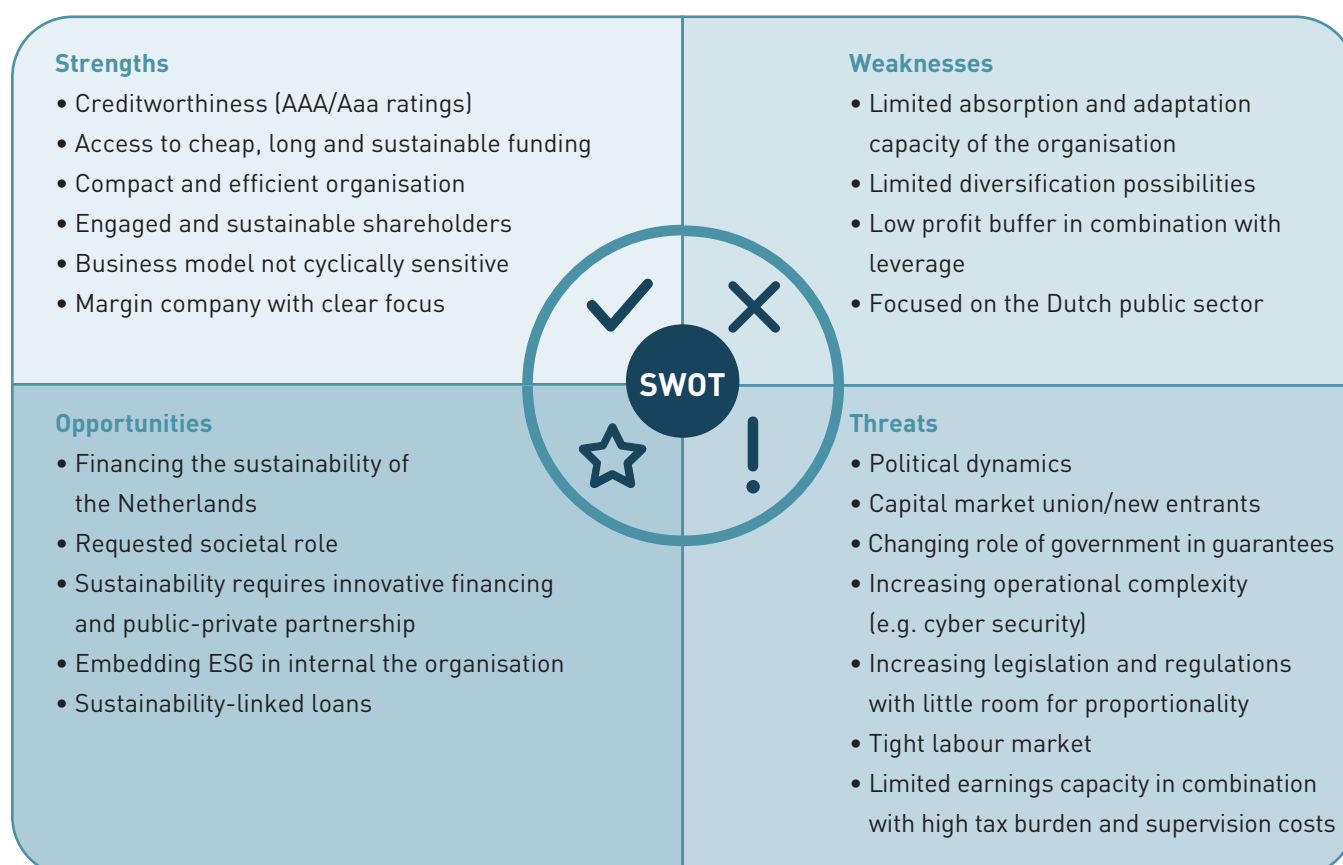 Strengths
• Creditworthiness (AAA/Aaa ratings)
• Access to cheap, long and sustainable funding
• Compact and efficient organisation
• Engaged and sustainable shareholders
• Business model not cyclically sensitive
• Margin company with clear focus
Weaknesses
• Limited absorption and adaptation
capacity of the organisation
• Limited diversification possibilities
• Low profit buffer in combination with
leverage
• Focused on the Dutch public sector
SWOT
Opportunities
• Financing the sustainability of
the Netherlands
• Requested societal role
• Sustainability requires innovative financing
and public-private partnership
• Embedding ESG in internal the organisation
• Sustainability-linked loans
Threats
• Political dynamics
• Capital market union/new entrants
• Changing role of government in guarantees
• Increasing operational complexity
(e.g. cyber security)
• Increasing legislation and regulations
with little room for proportionality
• Tight labour market
• Limited earnings capacity in combination
with high tax burden and supervision costs